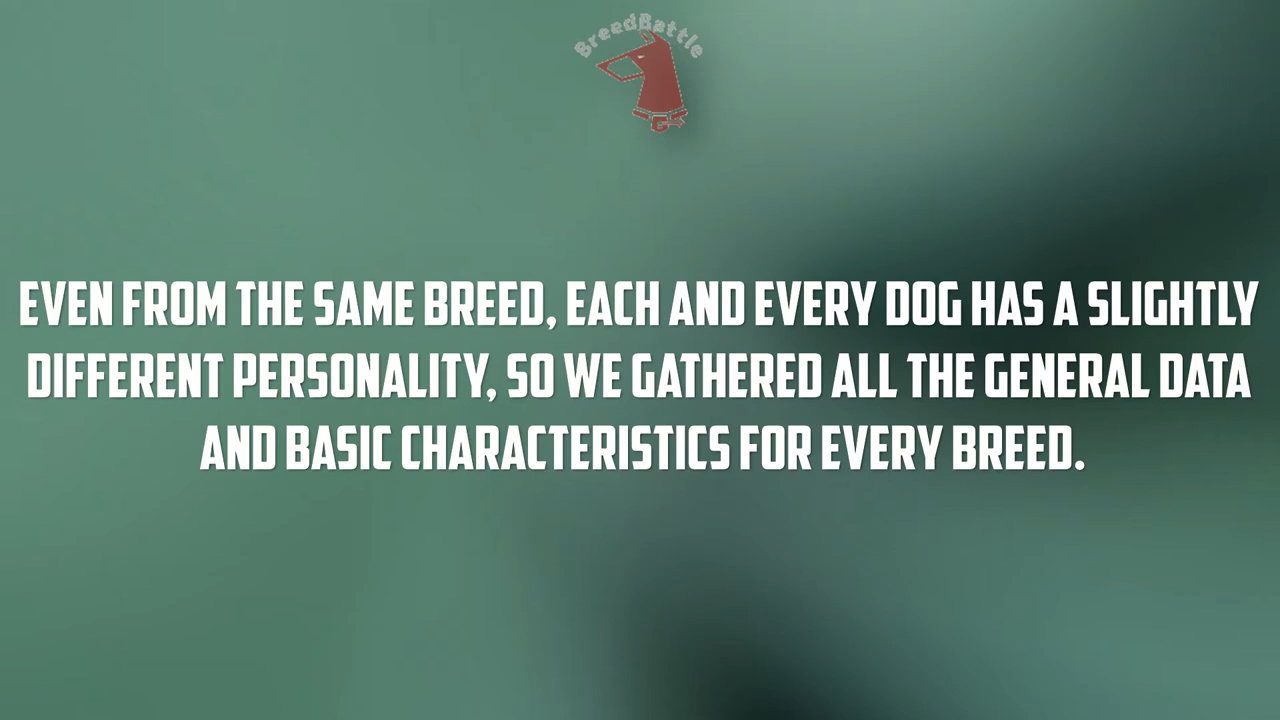 BreedBattle
EVEN FROM THE SAME BREED, EACH AND EVERY DOG HAS A SLIGHTLY
DIFFERENT PERSONALITY, SO WE GATHERED ALL THE GENERAL DATA
AND BASIC CHARACTERISTICS FOR EVERY BREED.